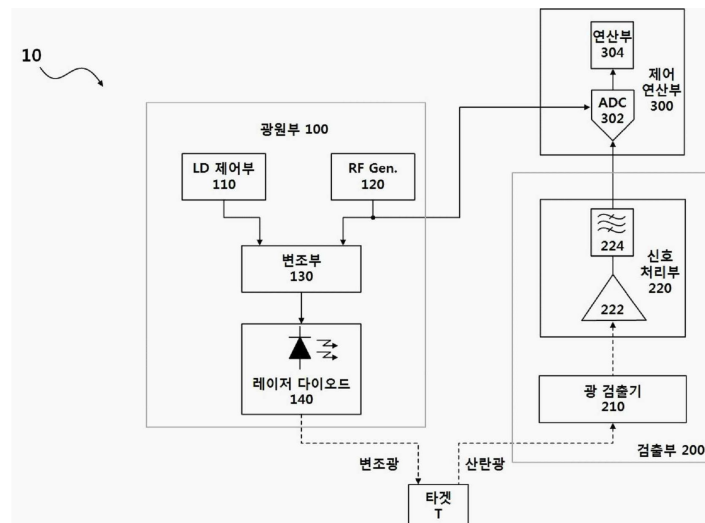 10
광원부 100
LD 제어부
110
RF Gen.
120
변조부
130
레이저 다이오드
140
변조광
타겟
T
산란광
연산부
304
ADC
302
제어
연산부
300
224
222
신호
처리부
220
광 검출기
210
검출부 200